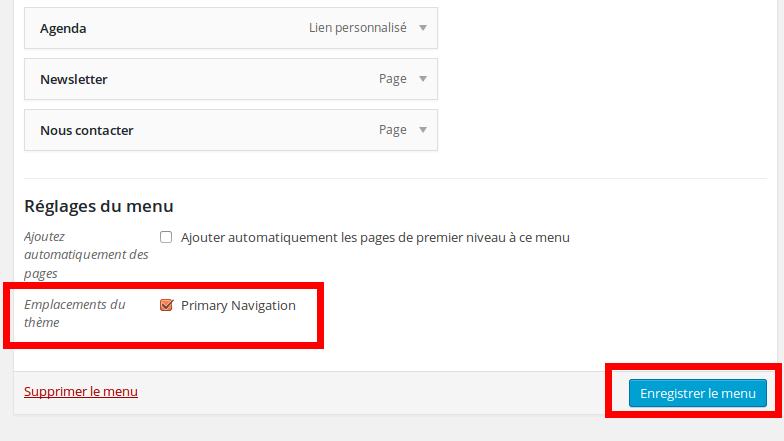 Agenda Lien personnalisé
Newsletter Page
Nous contacter Page
Réglages du menu
Ajoutez
automatiquement des
pages
Ajouter automatiquement les pages de premier niveau à ce menu
Emplacements du
thème
Primary Navigation
Supprimer le menu
Enregistrer le menu